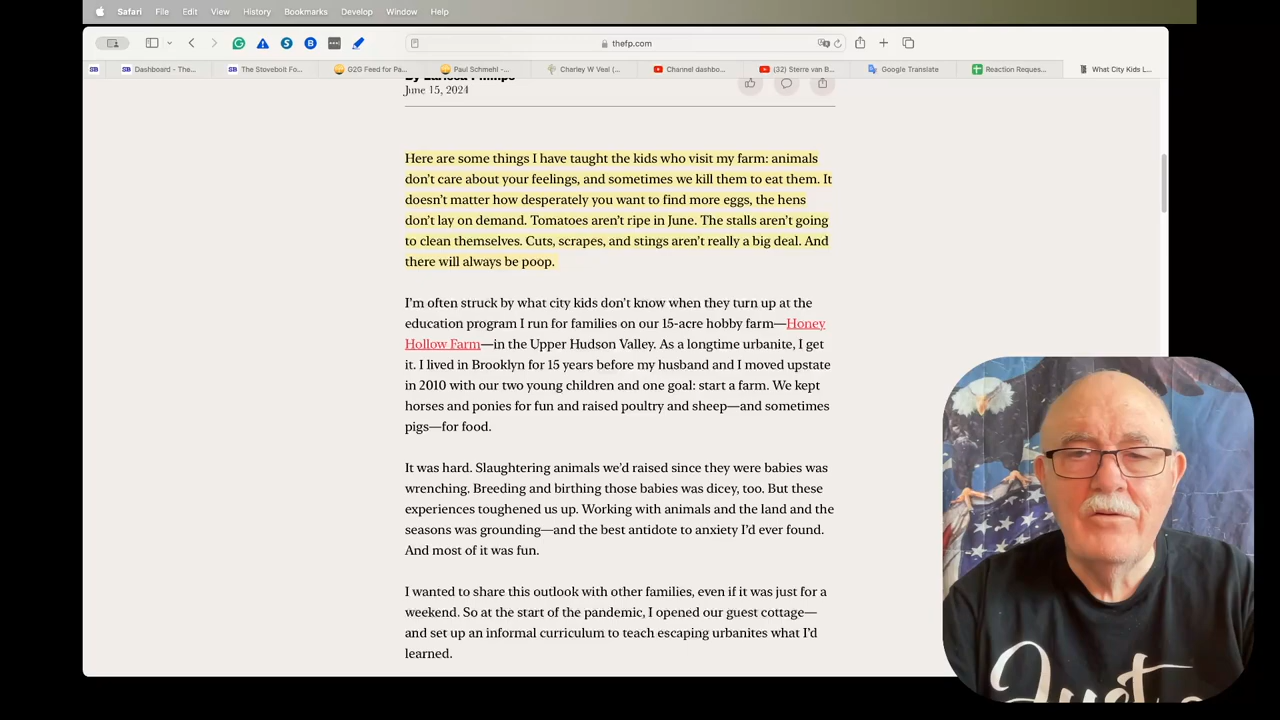 Safari File Edit View History Bookmarks Develop Window Help
thefp.com
SB Dashboard - The... The Stovebolt Fo... G2G Feed for Pa... Paul Schmehl -... Charley W Veal (... Channel dashbo... (32) Sterre van B... Google Translate Reaction Reques... What City Kids L...
By Larissa Phillips
June 15, 2024
Here are some things I have taught the kids who visit my farm: animals
don't care about your feelings, and sometimes we kill them to eat them. It
doesn't matter how desperately you want to find more eggs, the hens
don't lay on demand. Tomatoes aren't ripe in June. The stalls aren't going
to clean themselves. Cuts, scrapes, and stings aren't really a big deal. And
there will always be poop.
I'm often struck by what city kids don't know when they turn up at the
education program I run for families on our 15-acre hobby farm—Honey
Hollow Farm—in the Upper Hudson Valley. As a longtime urbanite, I get
it. I lived in Brooklyn for 15 years before my husband and I moved upstate
in 2010 with our two young children and one goal: start a farm. We kept
horses and ponies for fun and raised poultry and sheep—and sometimes
pigs—for food.
It was hard. Slaughtering animals we'd raised since they were babies was
wrenching. Breeding and birthing those babies was dicey, too. But these
experiences toughened us up. Working with animals and the land and the
seasons was grounding—and the best antidote to anxiety I'd ever found.
And most of it was fun.
I wanted to share this outlook with other families, even if it was just for a
weekend. So at the start of the pandemic, I opened our guest cottage—
and set up an informal curriculum to teach escaping urbanites what I'd
learned.
Just a